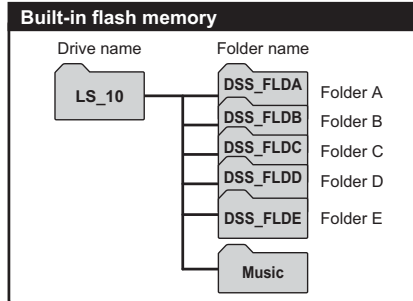 Built-in flash memory
Drive name Folder name
LS_10
DSS_FLDA Folder A
DSS_FLDB Folder B
DSS_FLDC Folder C
DSS_FLDD Folder D
DSS_FLDE Folder E
Music